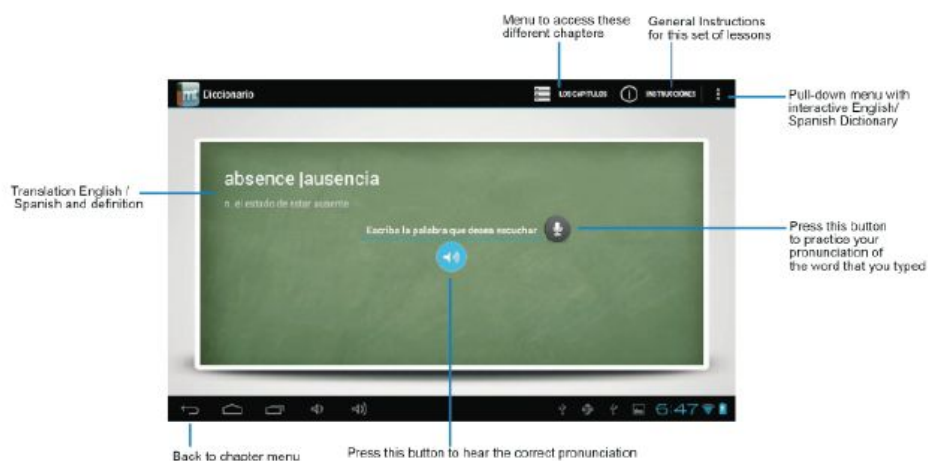 Menu to access these
different chapters
General Instructions
for this set of lessons
mt Diccionario
LOS CAPITULOS
INSTRUCCIONES
Pull-down menu with
interactive English/
Spanish Dictionary
absence |ausencia
n. el estado de estar ausente
Translation English /
Spanish and definition
Escriba la palabra que desea escuchar
Press this button
to practice your
pronunciation of
the word that you typed
6:47
Back to chapter menu
Press this button to hear the correct pronunciation